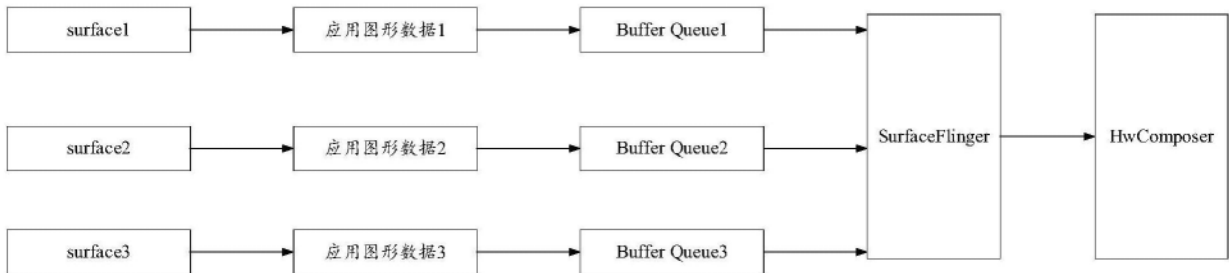 surface1
应用图形数据1
Buffer Queue1
surface2
应用图形数据2
Buffer Queue2
SurfaceFlinger
HwComposer
surface3
应用图形数据3
Buffer Queue3